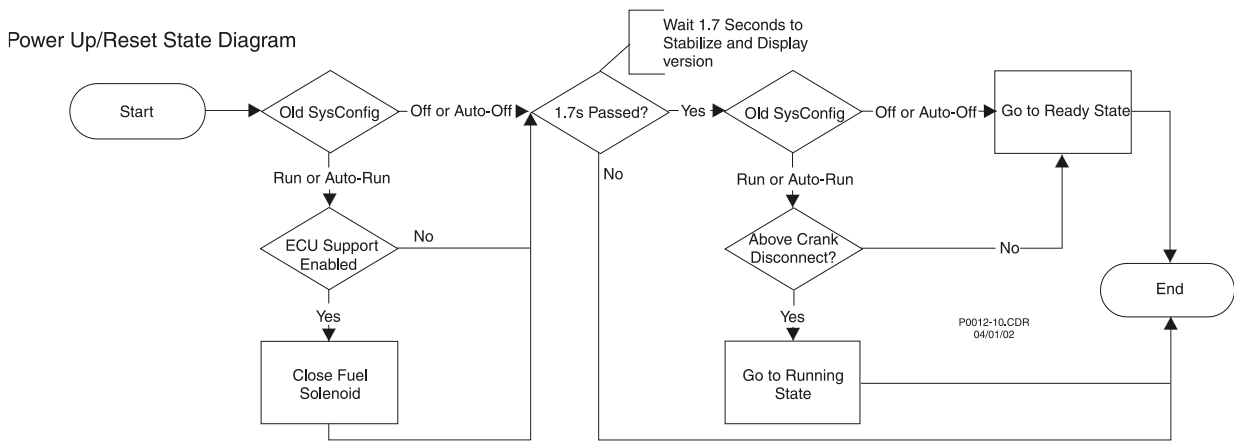 Power Up/Reset State Diagram
Wait 1.7 Seconds to
Stabilize and Display
version
Start
Old SysConfig
Off or Auto-Off
1.7s Passed?
Yes
Old SysConfig
Off or Auto-Off
Go to Ready State
Run or Auto-Run
No
Run or Auto-Run
ECU Support
Enabled
No
Above Crank
Disconnect?
No
End
Yes
Yes
P0012-10.CDR
04/01/02
Close Fuel
Solenoid
Go to Running
State